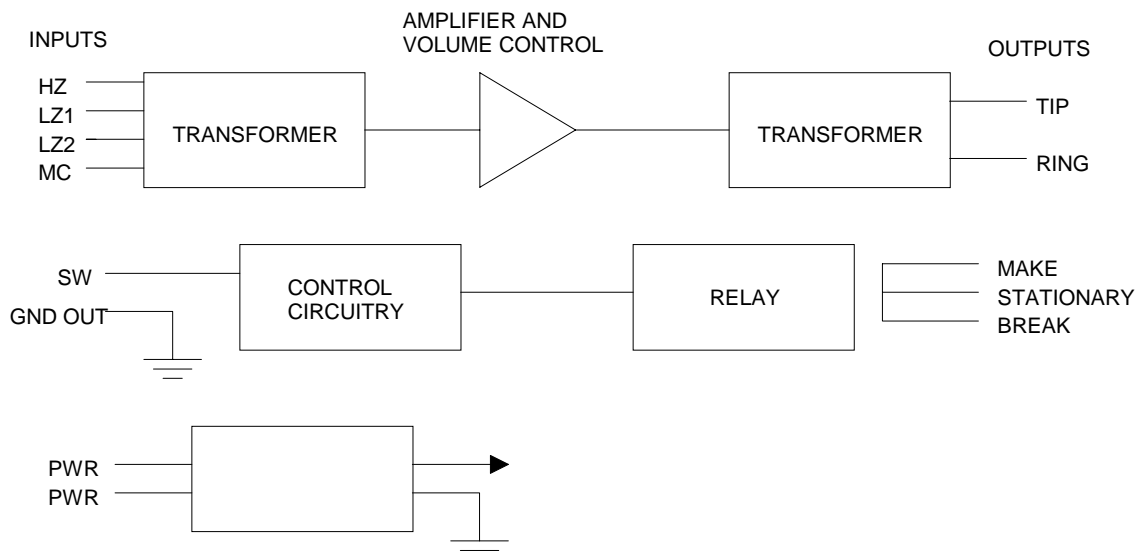 AMPLIFIER AND
VOLUME CONTROL
INPUTS
OUTPUTS
HZ
LZ1
LZ2
MC
TRANSFORMER
TRANSFORMER
TIP
RING
SW
GND OUT
CONTROL
CIRCUITRY
RELAY
MAKE
STATIONARY
BREAK
PWR
PWR